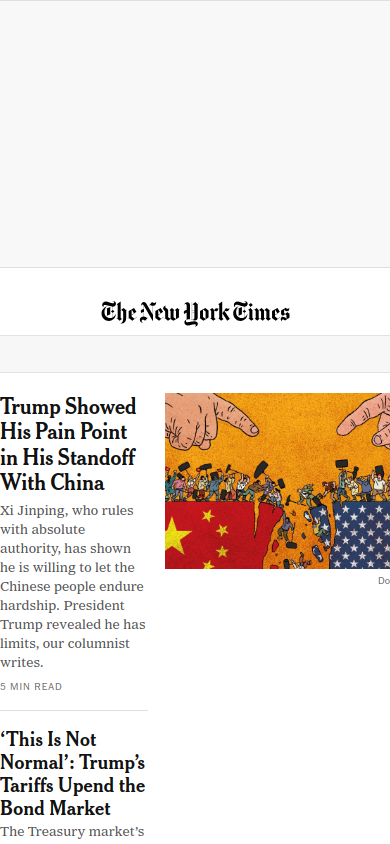 The New York Times
Trump Showed
His Pain Point
in His Standoff
With China
Xi Jinping, who rules
with absolute
authority, has shown
he is willing to let the
Chinese people endure
hardship. President
Trump revealed he has
limits, our columnist
writes.
5 MIN READ
Do
‘This Is Not
Normal’: Trump’s
Tariffs Upend the
Bond Market
The Treasury market’s